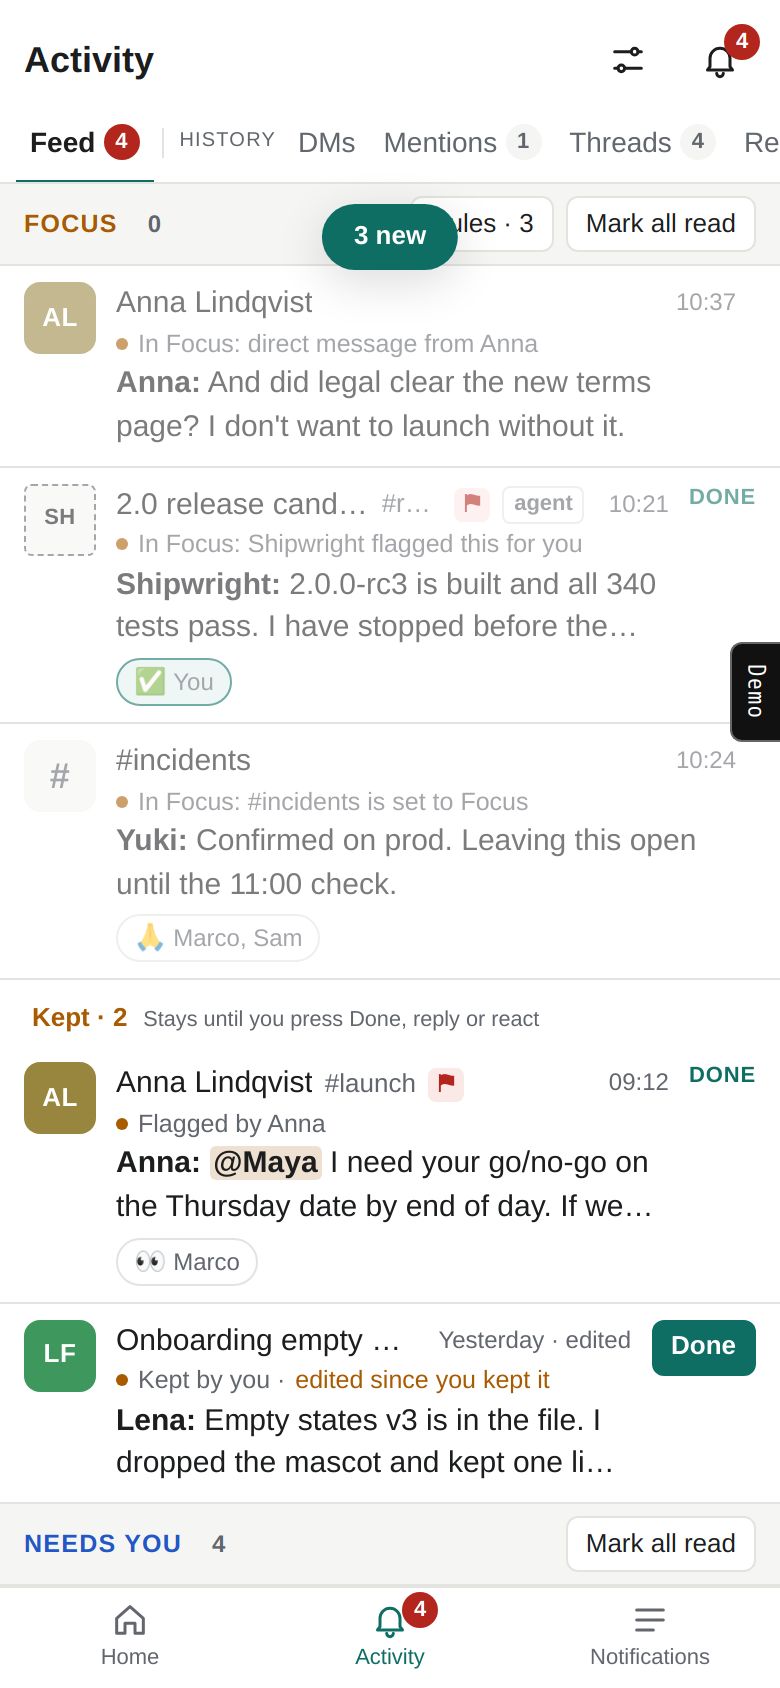 Activity
4
Feed 4 HISTORY DMs Mentions 1 Threads 4 Re
FOCUS 0 ules · 3 Mark all read
3 new
AL Anna Lindqvist 10:37
In Focus: direct message from Anna
Anna: And did legal clear the new terms
page? I don't want to launch without it.
SH 2.0 release cand… #r… agent 10:21 DONE
In Focus: Shipwright flagged this for you
Shipwright: 2.0.0-rc3 is built and all 340
tests pass. I have stopped before the…
✅ You
Demo
# #incidents 10:24
In Focus: #incidents is set to Focus
Yuki: Confirmed on prod. Leaving this open
until the 11:00 check.
🙏 Marco, Sam
Kept · 2 Stays until you press Done, reply or react
AL Anna Lindqvist #launch 09:12 DONE
Flagged by Anna
Anna: @Maya I need your go/no-go on
the Thursday date by end of day. If we…
👀 Marco
LF Onboarding empty … Yesterday · edited Done
Kept by you · edited since you kept it
Lena: Empty states v3 is in the file. I
dropped the mascot and kept one li…
NEEDS YOU 4 Mark all read
4
Home Activity Notifications